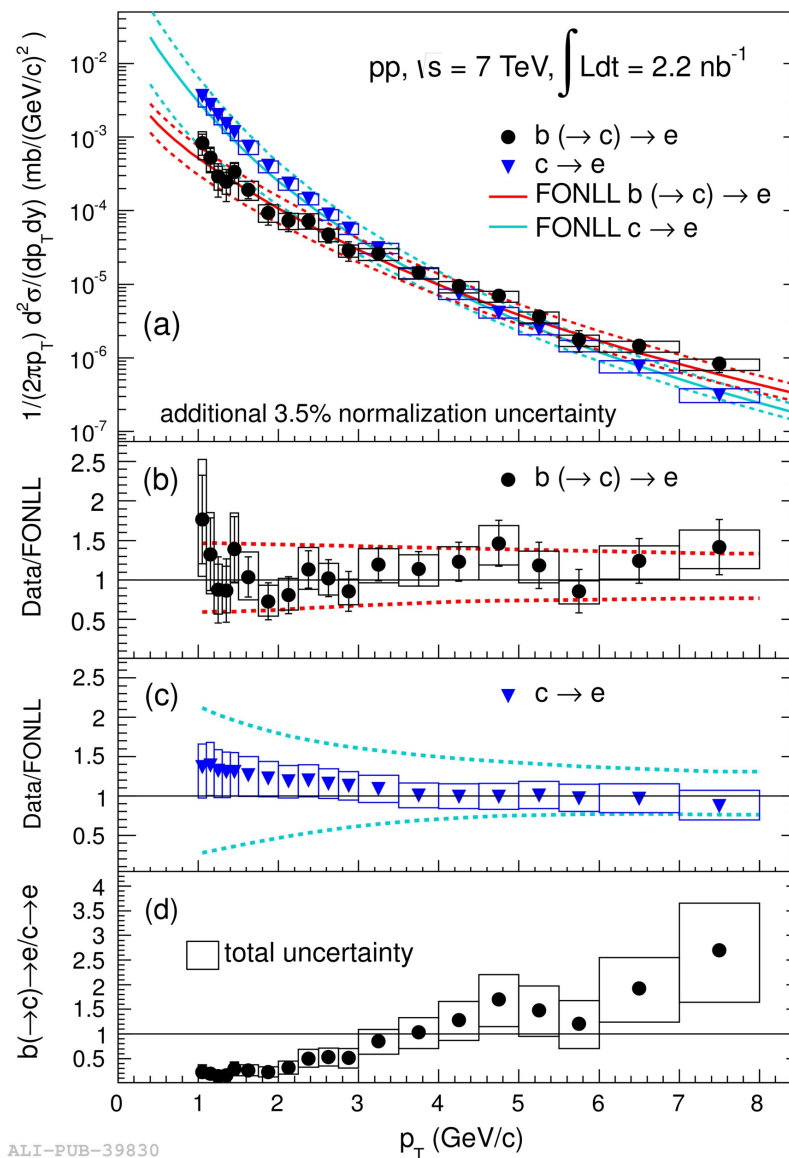 1/(2πp_T) d²σ/(dp_Tdy) (mb/(GeV/c)²)
10⁻²
10⁻³
10⁻⁴
10⁻⁵
10⁻⁶
10⁻⁷
pp, √s = 7 TeV, ∫Ldt = 2.2 nb⁻¹
b (→ c) → e
c → e
FONLL b (→ c) → e
FONLL c → e
(a)
additional 3.5% normalization uncertainty
Data/FONLL
2.5
2
1.5
1
0.5
(b)
b (→ c) → e
Data/FONLL
2.5
2
1.5
1
0.5
(c)
c → e
b(→c)→e/c→e
4
3.5
3
2.5
2
1.5
1
0.5
(d)
total uncertainty
0 1 2 3 4 5 6 7 8
p_T (GeV/c)
ALI-PUB-39830